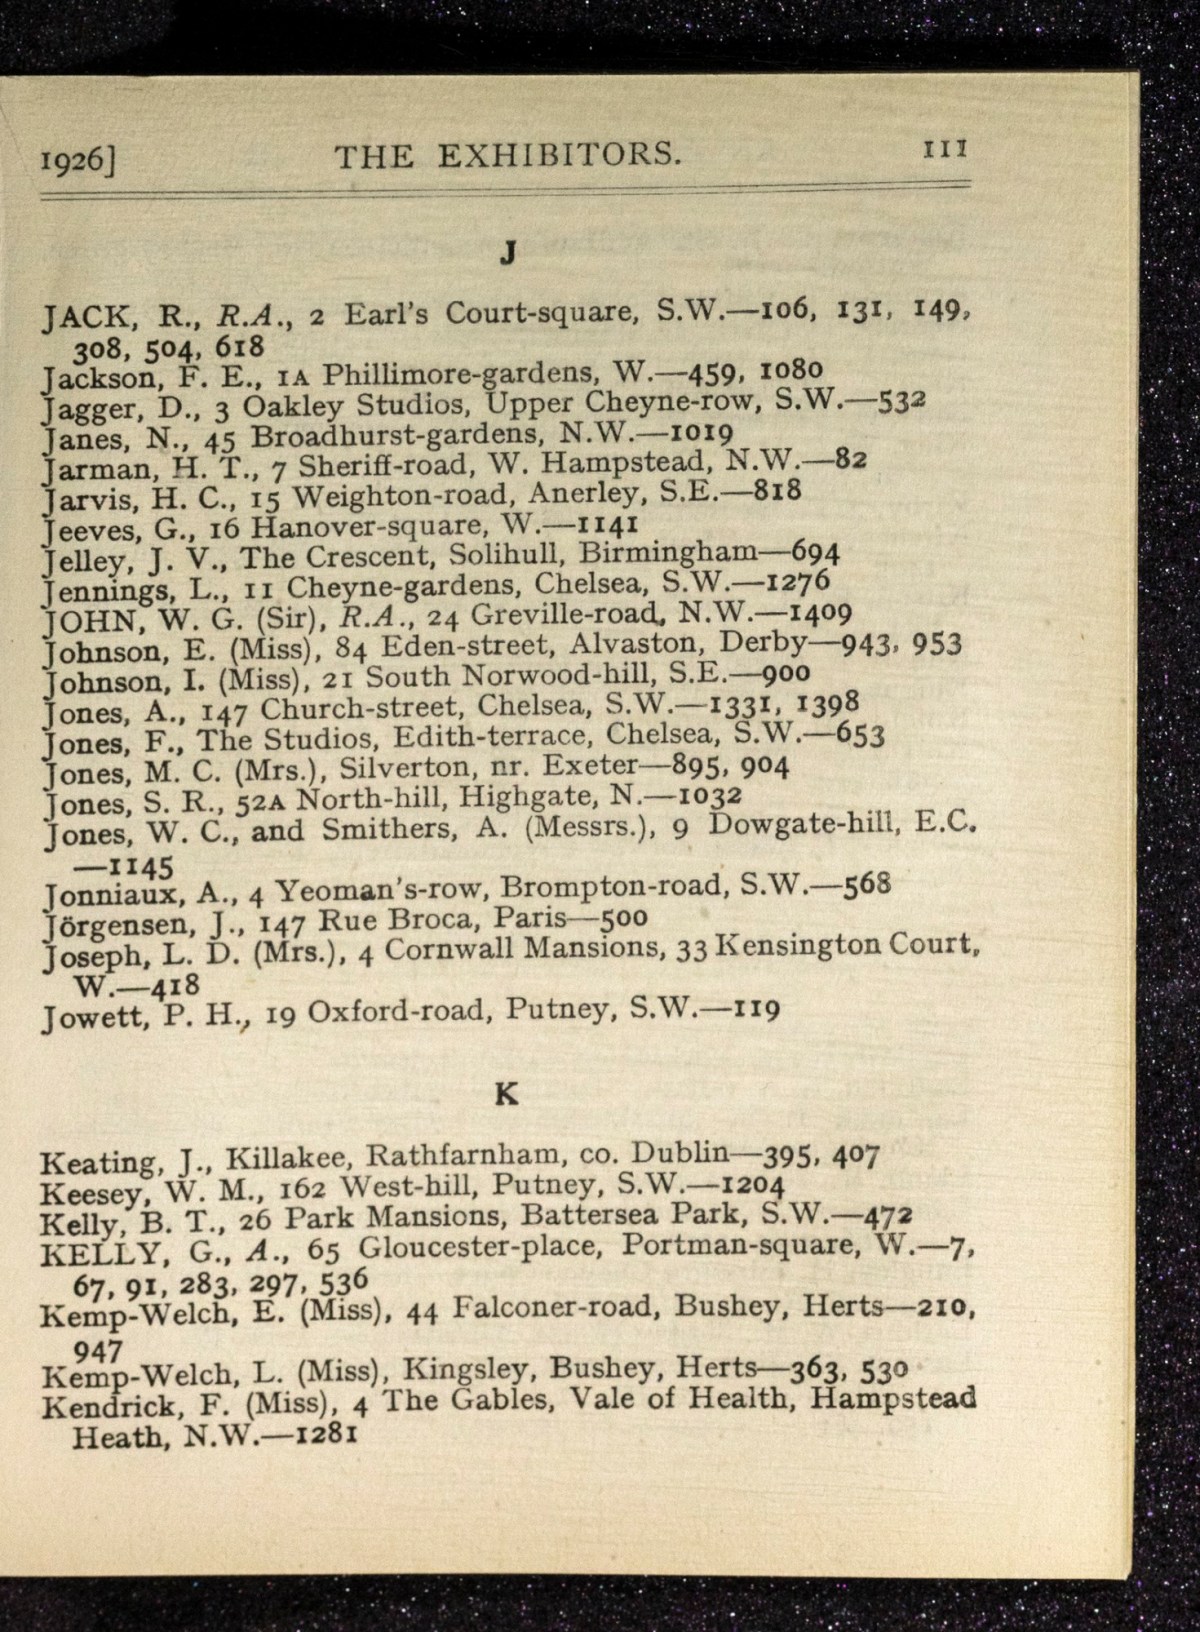 1926] THE EXHIBITORS. 111
J
JACK, R., R.A., 2 Earl's Court-square, S.W.—106, 131, 149,
308, 504, 618
Jackson, F. E., 1A Phillimore-gardens, W.—459, 1080
Jagger, D., 3 Oakley Studios, Upper Cheyne-row, S.W.—532
Janes, N., 45 Broadhurst-gardens, N.W.—1019
Jarman, H. T., 7 Sheriff-road, W. Hampstead, N.W.—82
Jarvis, H. C., 15 Weighton-road, Anerley, S.E.—818
Jeeves, G., 16 Hanover-square, W.—1141
Jelley, J. V., The Crescent, Solihull, Birmingham—694
Jennings, L., 11 Cheyne-gardens, Chelsea, S.W.—1276
JOHN, W. G. (Sir), R.A., 24 Greville-road, N.W.—1409
Johnson, E. (Miss), 84 Eden-street, Alvaston, Derby—943, 953
Johnson, I. (Miss), 21 South Norwood-hill, S.E.—900
Jones, A., 147 Church-street, Chelsea, S.W.—1331, 1398
Jones, F., The Studios, Edith-terrace, Chelsea, S.W.—653
Jones, M. C. (Mrs.), Silverton, nr. Exeter—895, 904
Jones, S. R., 52A North-hill, Highgate, N.—1032
Jones, W. C., and Smithers, A. (Messrs.), 9 Dowgate-hill, E.C.
—1145
Jonniaux, A., 4 Yeoman's-row, Brompton-road, S.W.—568
Jörgensen, J., 147 Rue Broca, Paris—500
Joseph, L. D. (Mrs.), 4 Cornwall Mansions, 33 Kensington Court,
W.—418
Jowett, P. H., 19 Oxford-road, Putney, S.W.—119
K
Keating, J., Killakee, Rathfarnham, co. Dublin—395, 407
Keesey, W. M., 162 West-hill, Putney, S.W.—1204
Kelly, B. T., 26 Park Mansions, Battersea Park, S.W.—472
KELLY, G., A., 65 Gloucester-place, Portman-square, W.—7,
67, 91, 283, 297, 536
Kemp-Welch, E. (Miss), 44 Falconer-road, Bushey, Herts—210,
947
Kemp-Welch, L. (Miss), Kingsley, Bushey, Herts—363, 530
Kendrick, F. (Miss), 4 The Gables, Vale of Health, Hampstead
Heath, N.W.—1281